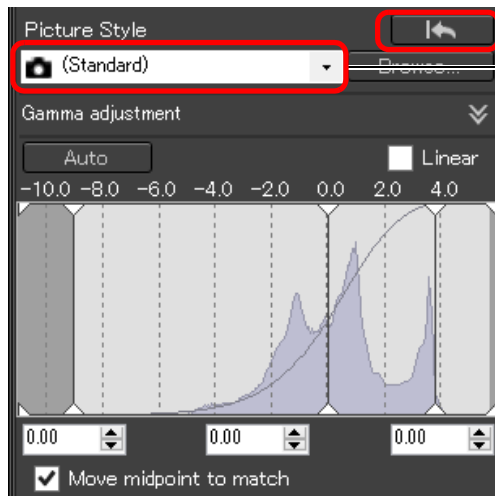 Picture Style
(Standard)
Browse...
Gamma adjustment
Auto
Linear
-10.0 -8.0 -6.0 -4.0 -2.0 0.0 2.0 4.0
0.00 0.00 0.00
Move midpoint to match